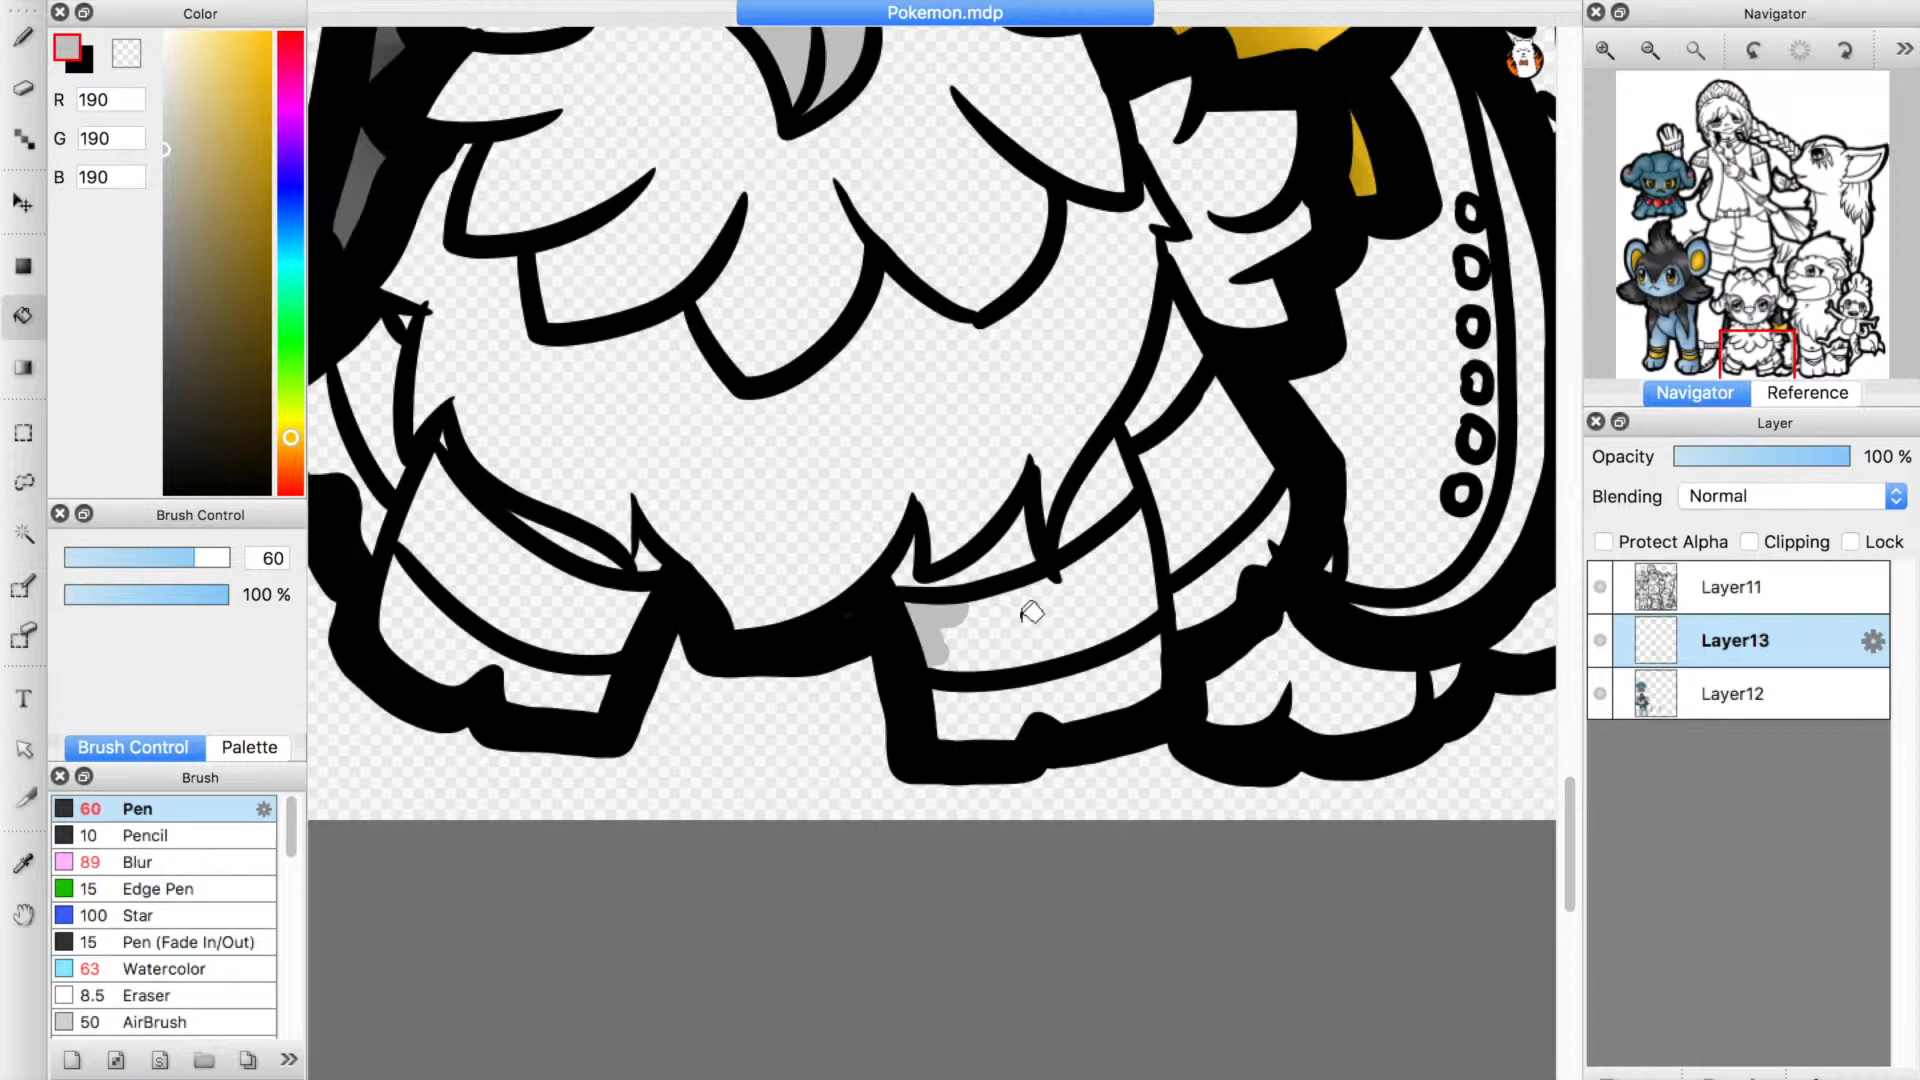 Pokemon.mdp
Color
R 190
G 190
B 190
Brush Control
60
100 %
Brush Control Palette
Brush
60 Pen
10 Pencil
89 Blur
15 Edge Pen
100 Star
15 Pen (Fade In/Out)
63 Watercolor
8.5 Eraser
50 AirBrush
T
S
Navigator
Navigator Reference
Layer
Opacity 100 %
Blending Normal
Protect Alpha Clipping Lock
Layer11
Layer13
Layer12